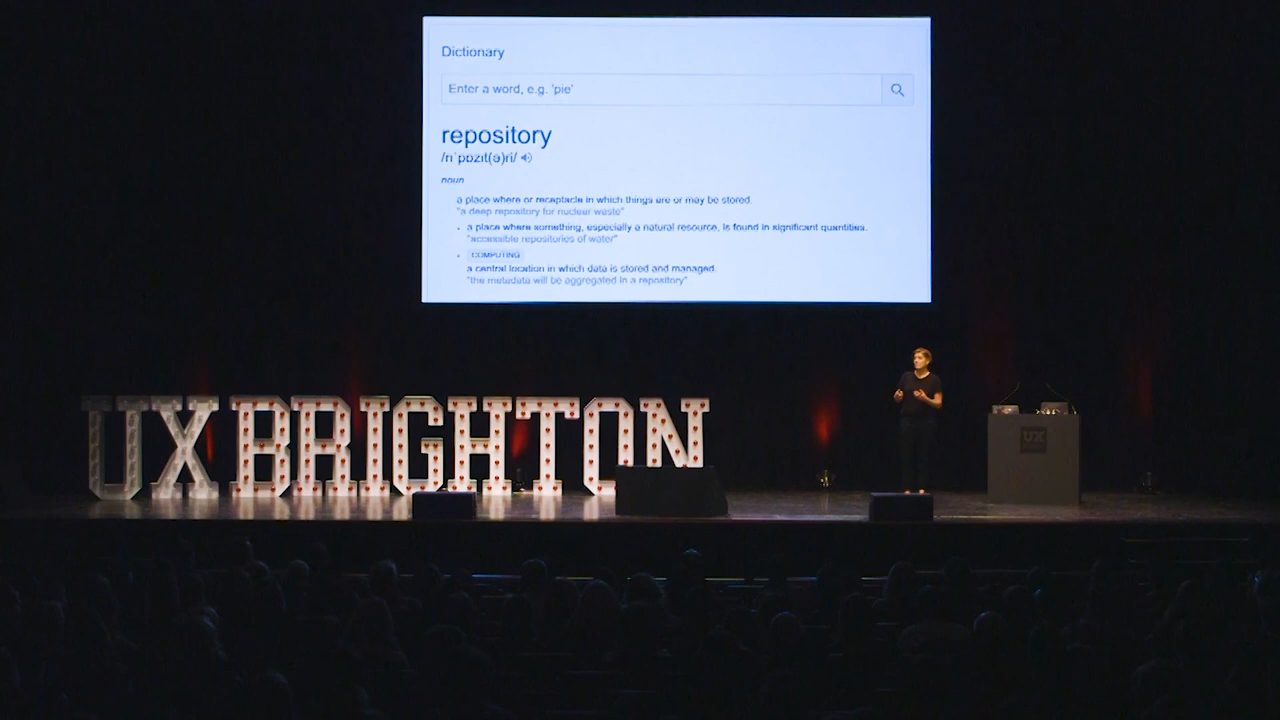 Dictionary
Enter a word, e.g. 'pie'
repository
/rɪˈpɒzɪt(ə)ri/
noun
a place where or receptacle in which things are or may be stored.
"a deep repository for nuclear waste"
a place where something, especially a natural resource, is found in significant quantities.
"accessible repositories of water"
COMPUTING
a central location in which data is stored and managed.
"the metadata will be aggregated in a repository"
UX BRIGHTON
UX